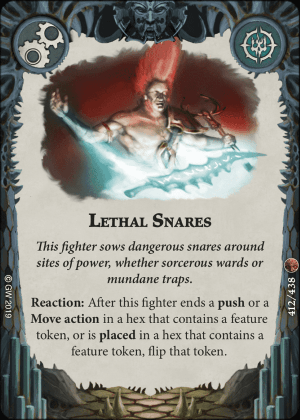 LETHAL SNARES
This fighter sows dangerous snares around
sites of power, whether sorcerous wards or
mundane traps.
Reaction: After this fighter ends a push or a
Move action in a hex that contains a feature
token, or is placed in a hex that contains a
feature token, flip that token.
© GW 2019
412/438